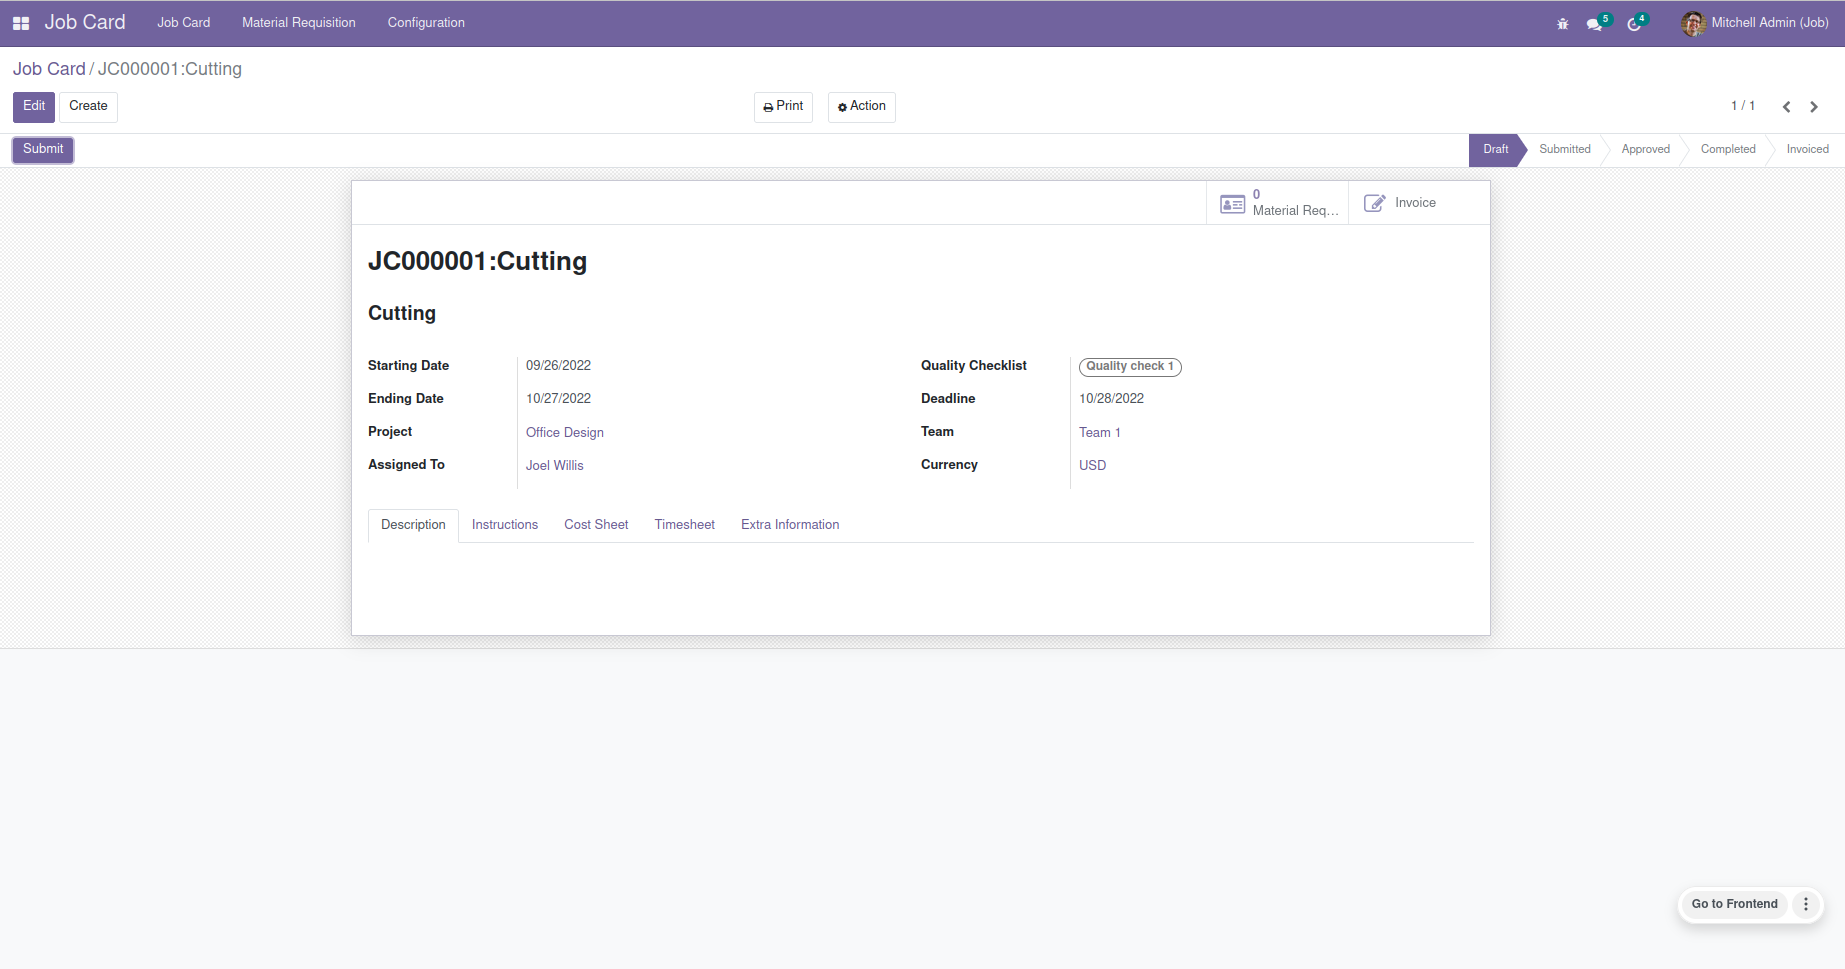 Job Card Job Card Material Requisition Configuration 5 4 Mitchell Admin (Job)
Job Card / JC000001:Cutting
Edit Create Print Action 1 / 1
Submit Draft Submitted Approved Completed Invoiced
0
Material Req... Invoice
JC000001:Cutting
Cutting
Starting Date 09/26/2022 Quality Checklist Quality check 1
Ending Date 10/27/2022 Deadline 10/28/2022
Project Office Design Team Team 1
Assigned To Joel Willis Currency USD
Description Instructions Cost Sheet Timesheet Extra Information
Go to Frontend